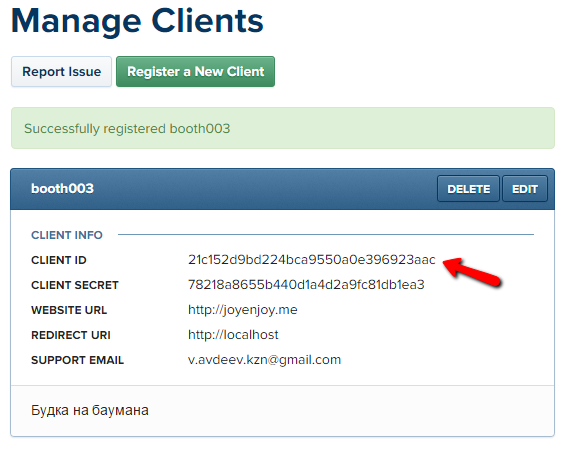 Manage Clients
Report Issue Register a New Client
Successfully registered booth003
booth003 DELETE EDIT
CLIENT INFO
CLIENT ID 21c152d9bd224bca9550a0e396923aac
CLIENT SECRET 78218a8655b440d1a4d2a9fc81db1ea3
WEBSITE URL http://joyenjoy.me
REDIRECT URI http://localhost
SUPPORT EMAIL v.avdeev.kzn@gmail.com
Будка на баумана